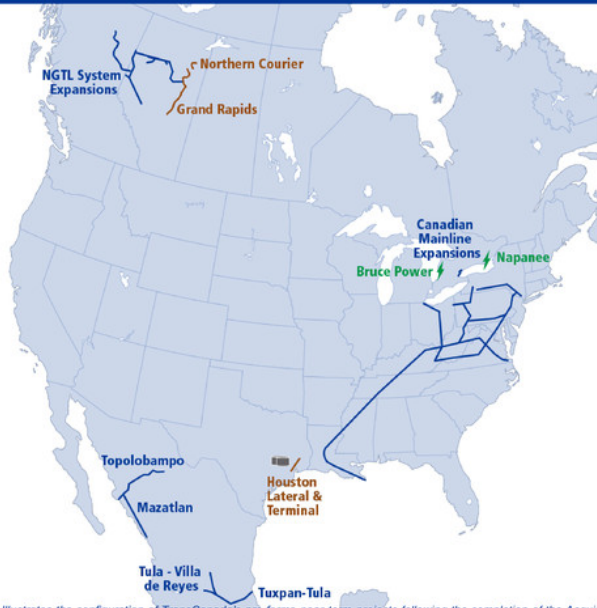 Northern Courier
NGTL System
Expansions
Grand Rapids
Canadian
Mainline
Expansions
Napanee
Bruce Power
Topolobampo
Mazatlan
Houston
Lateral &
Terminal
Tula - Villa
de Reyes
Tuxpan-Tula